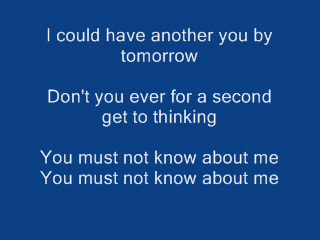 I could have another you by
tomorrow
Don't you ever for a second
get to thinking
You must not know about me
You must not know about me